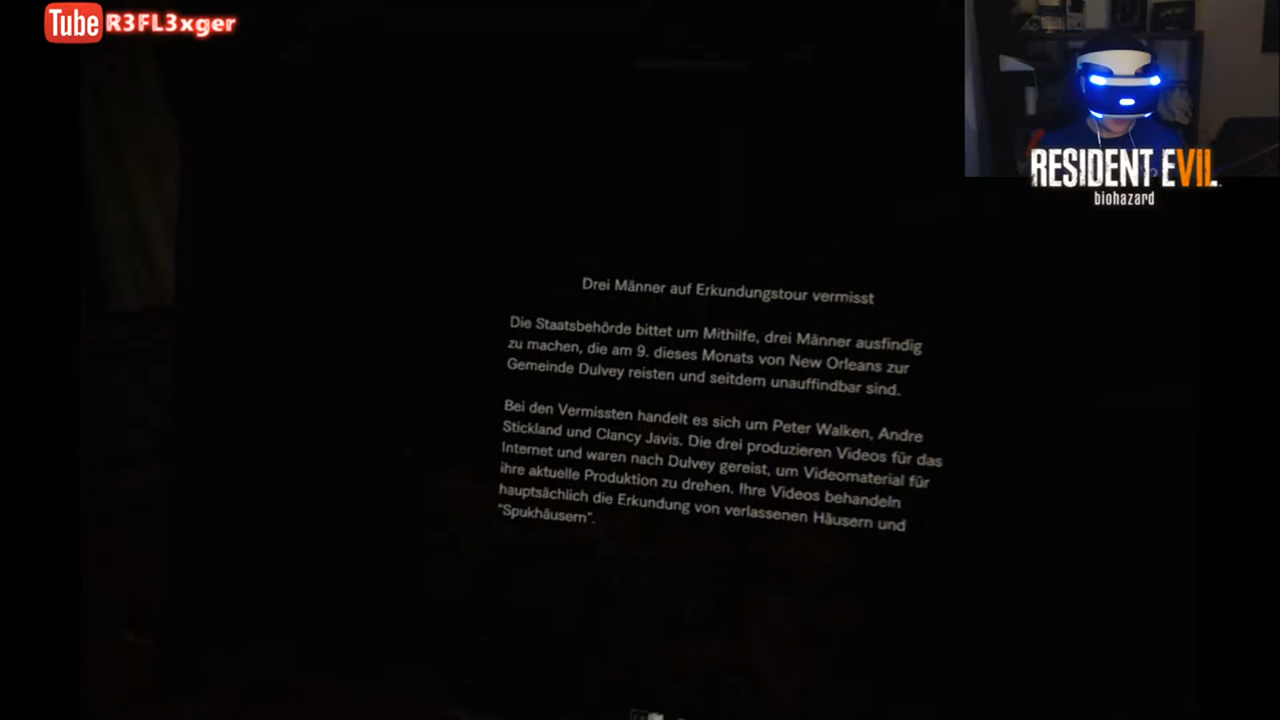 Tube R3FL3xger
RESIDENT EVII.
biohazard
Drei Männer auf Erkundungstour vermisst
Die Staatsbehörde bittet um Mithilfe, drei Männer ausfindig
zu machen, die am 9. dieses Monats von New Orleans zur
Gemeinde Dulvey reisten und seitdem unauffindbar sind.
Bei den Vermissten handelt es sich um Peter Walken, Andre
Stickland und Clancy Javis. Die drei produzieren Videos für das
Internet und waren nach Dulvey gereist, um Videomaterial für
ihre aktuelle Produktion zu drehen. Ihre Videos behandeln
hauptsächlich die Erkundung von verlassenen Häusern und
"Spukhäusern".